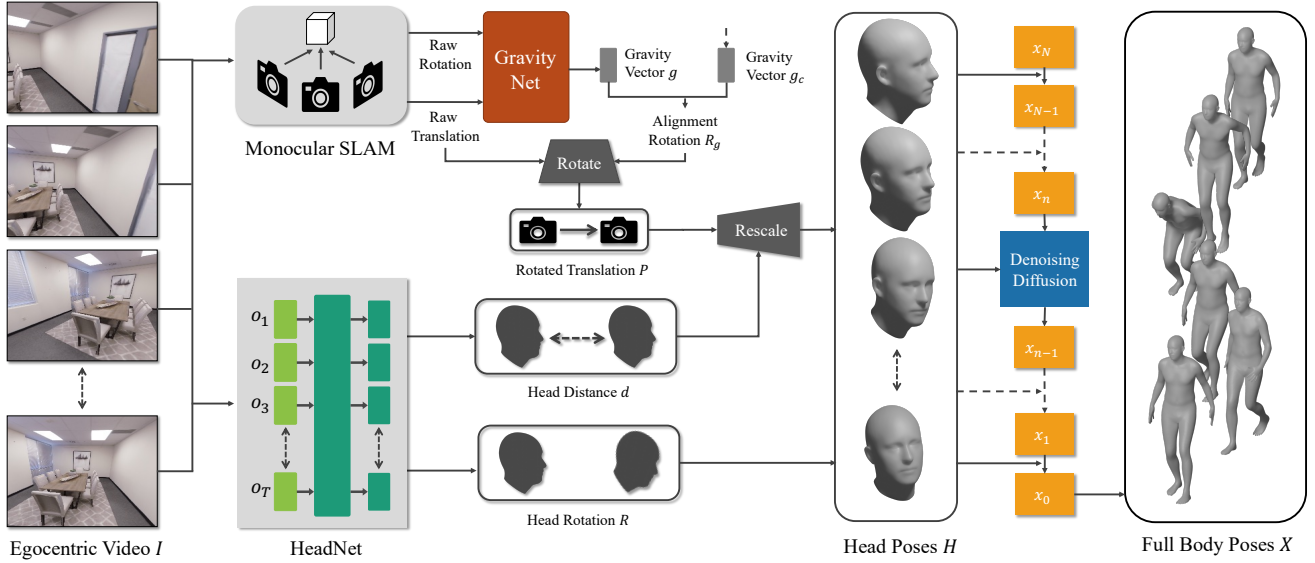 Egocentric Video I
Monocular SLAM
Raw
Rotation
Raw
Translation
Gravity
Net
Gravity
Vector g
Gravity
Vector g_c
Alignment
Rotation R_g
Rotate
Rotated Translation P
Rescale
o_1
o_2
o_3
o_T
HeadNet
Head Distance d
Head Rotation R
Head Poses H
x_N
x_{N-1}
x_n
Denoising
Diffusion
x_{n-1}
x_1
x_0
Full Body Poses X